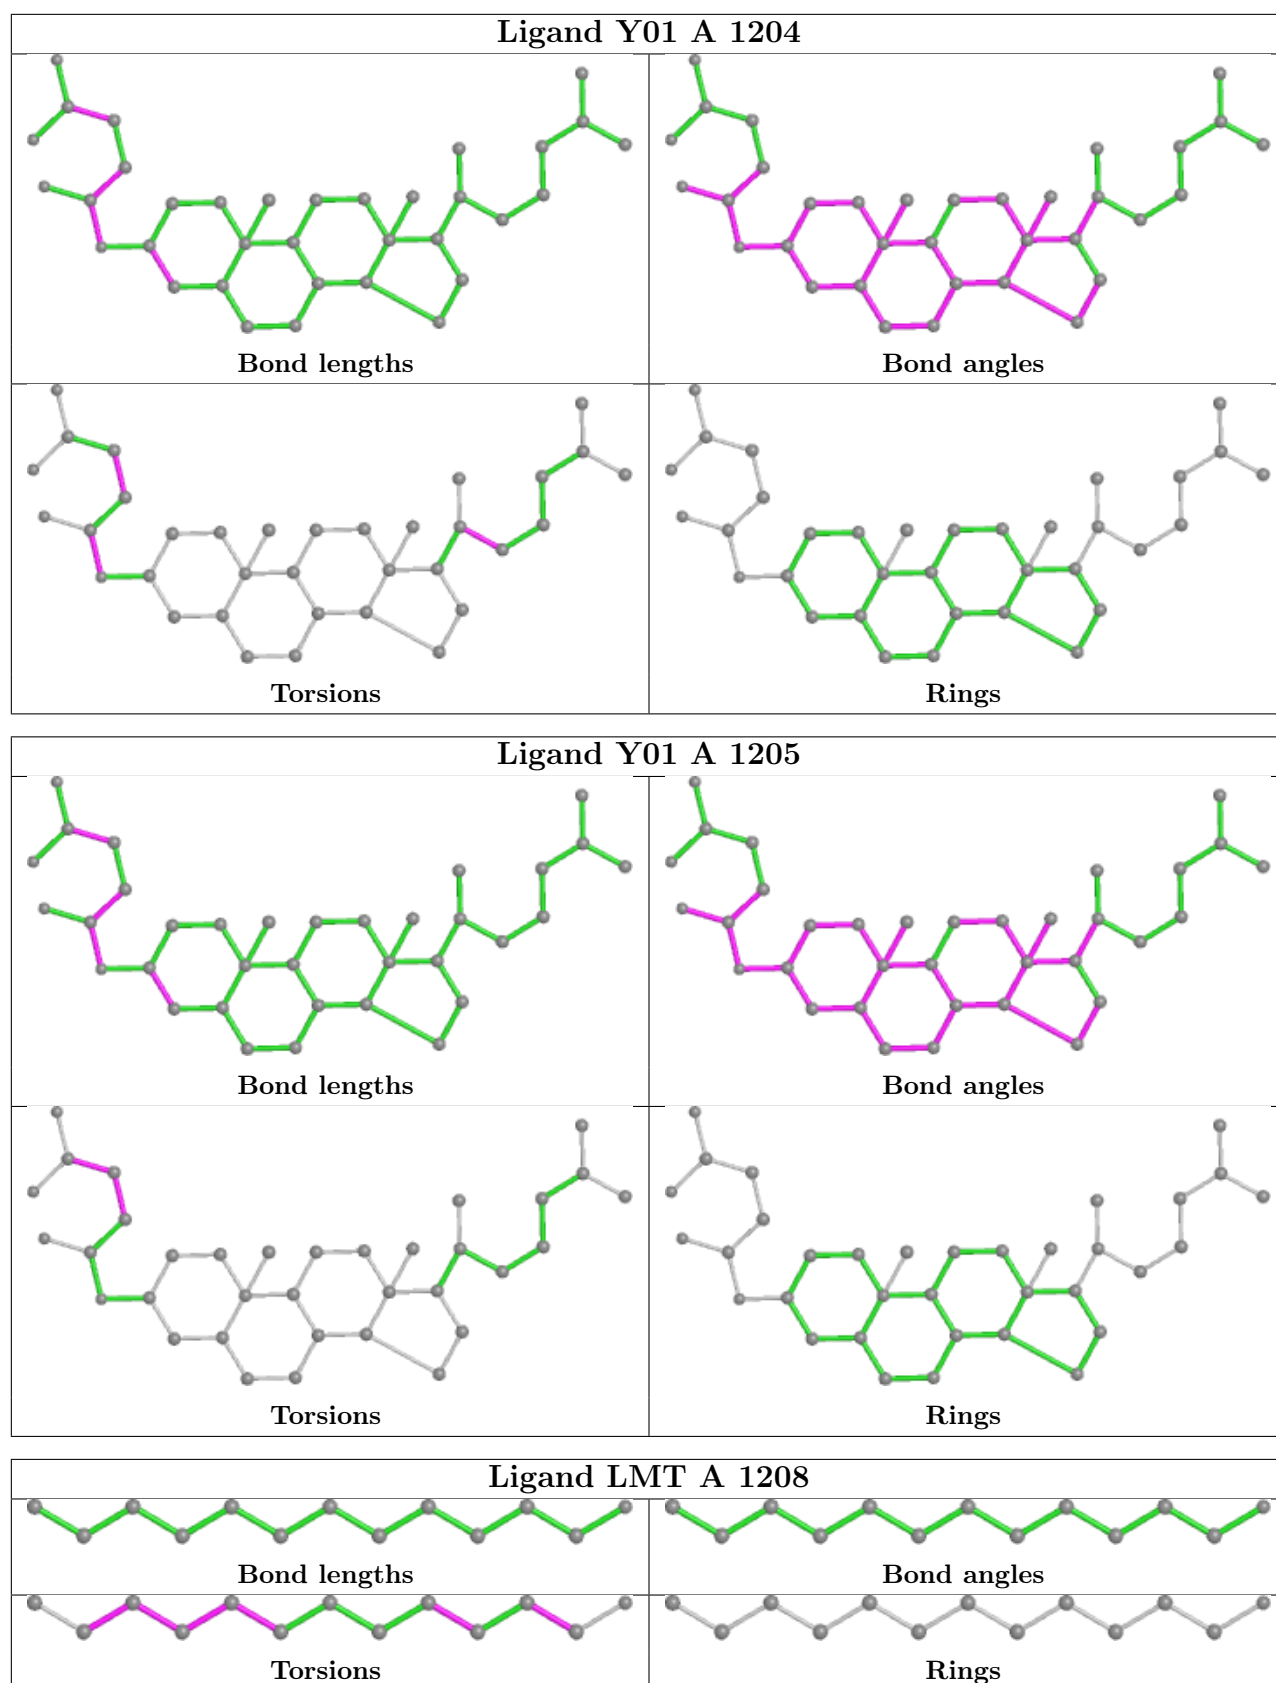 Ligand Y01 A 1204
Bond lengths
Bond angles
Torsions
Rings
Ligand Y01 A 1205
Bond lengths
Bond angles
Torsions
Rings
Ligand LMT A 1208
Bond lengths
Bond angles
Torsions
Rings